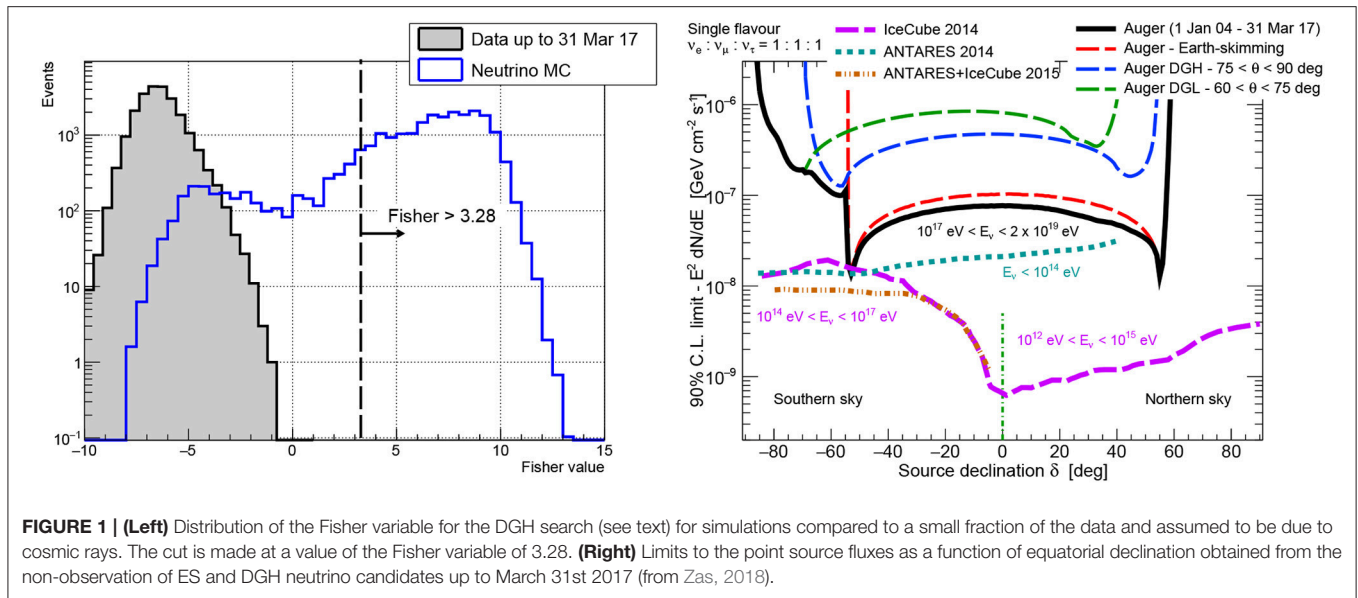 Data up to 31 Mar 17
Neutrino MC
Events
10³
10²
10
1
10⁻¹
Fisher > 3.28
−10
−5
0
5
10
15
Fisher value
Single flavour
νe : νμ : ντ = 1 : 1 : 1
IceCube 2014
ANTARES 2014
ANTARES+IceCube 2015
Auger (1 Jan 04 - 31 Mar 17)
Auger - Earth-skimming
Auger DGH - 75 < θ < 90 deg
Auger DGL - 60 < θ < 75 deg
90% C.L. limit - E² dN/dE [GeV cm⁻² s⁻¹]
10⁻⁶
10⁻⁷
10⁻⁸
10⁻⁹
10¹⁷ eV < Eν < 2 x 10¹⁹ eV
Eν < 10¹⁴ eV
10¹⁴ eV < Eν < 10¹⁷ eV
10¹² eV < Eν < 10¹⁵ eV
Southern sky
Northern sky
−80
−60
−40
−20
0
20
40
60
80
Source declination δ [deg]
FIGURE 1 | (Left) Distribution of the Fisher variable for the DGH search (see text) for simulations compared to a small fraction of the data and assumed to be due to
cosmic rays. The cut is made at a value of the Fisher variable of 3.28. (Right) Limits to the point source fluxes as a function of equatorial declination obtained from the
non-observation of ES and DGH neutrino candidates up to March 31st 2017 (from Zas, 2018).